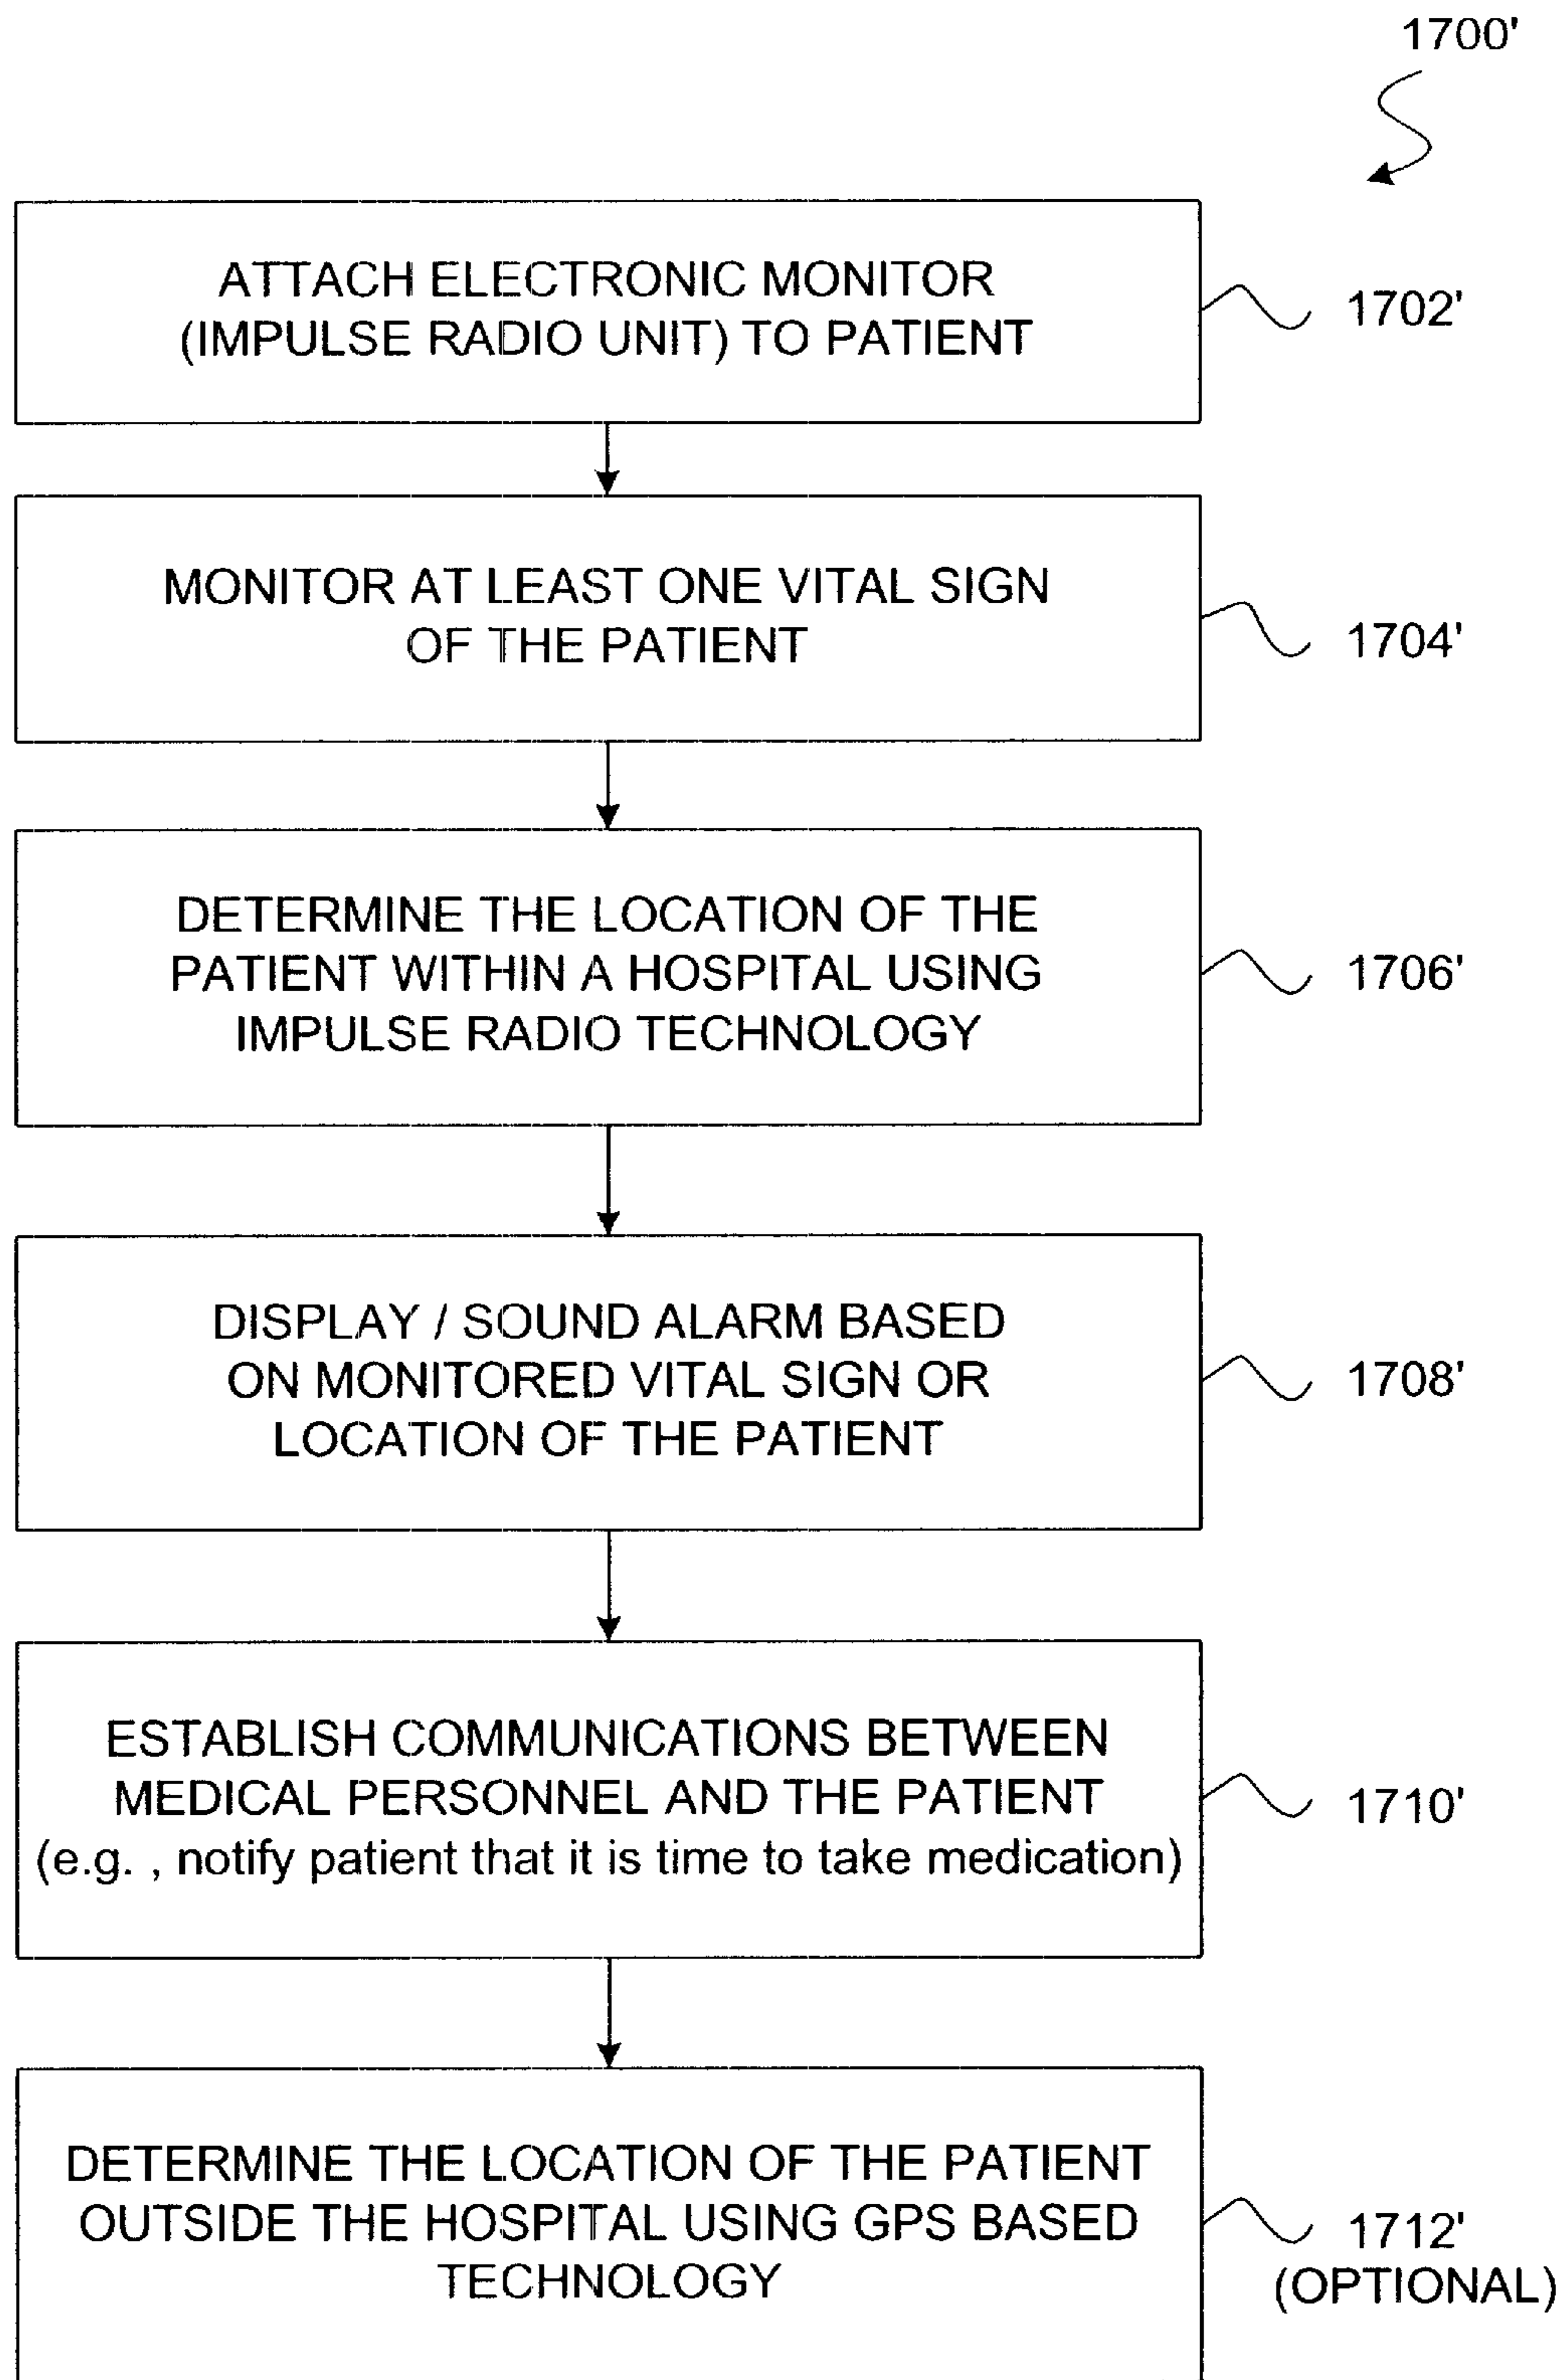 1700'
ATTACH ELECTRONIC MONITOR
(IMPULSE RADIO UNIT) TO PATIENT
1702'
MONITOR AT LEAST ONE VITAL SIGN
OF THE PATIENT
1704'
DETERMINE THE LOCATION OF THE
PATIENT WITHIN A HOSPITAL USING
IMPULSE RADIO TECHNOLOGY
1706'
DISPLAY / SOUND ALARM BASED
ON MONITORED VITAL SIGN OR
LOCATION OF THE PATIENT
1708'
ESTABLISH COMMUNICATIONS BETWEEN
MEDICAL PERSONNEL AND THE PATIENT
(e.g. , notify patient that it is time to take medication)
1710'
DETERMINE THE LOCATION OF THE PATIENT
OUTSIDE THE HOSPITAL USING GPS BASED
TECHNOLOGY
1712'
(OPTIONAL)